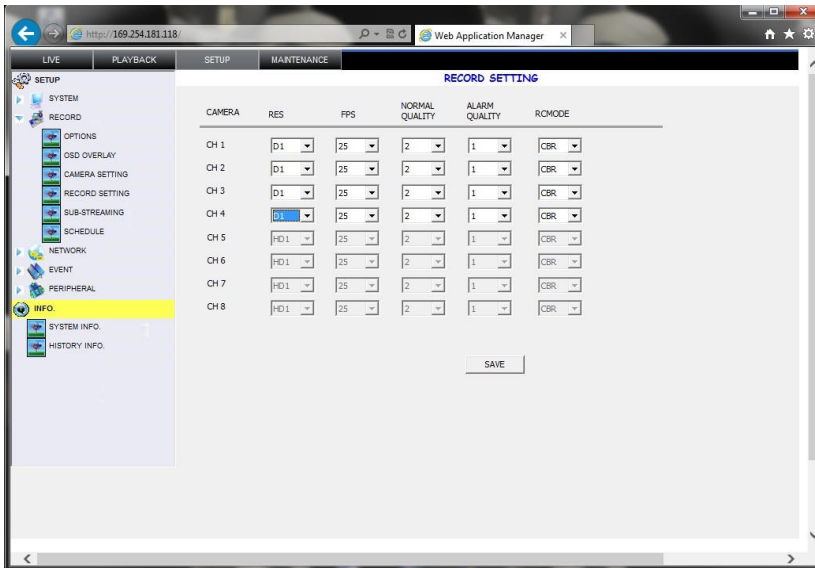 http://169.254.181.118/
Web Application Manager
LIVE PLAYBACK SETUP MAINTENANCE
SETUP
SYSTEM
RECORD
OPTIONS
OSD OVERLAY
CAMERA SETTING
RECORD SETTING
SUB-STREAMING
SCHEDULE
NETWORK
EVENT
PERIPHERAL
INFO.
SYSTEM INFO.
HISTORY INFO.
RECORD SETTING
CAMERA RES FPS NORMAL QUALITY ALARM QUALITY RCMODE
CH 1 D1 25 2 1 CBR
CH 2 D1 25 2 1 CBR
CH 3 D1 25 2 1 CBR
CH 4 D1 25 2 1 CBR
CH 5 HD1 25 2 1 CBR
CH 6 HD1 25 2 1 CBR
CH 7 HD1 25 2 1 CBR
CH 8 HD1 25 2 1 CBR
SAVE